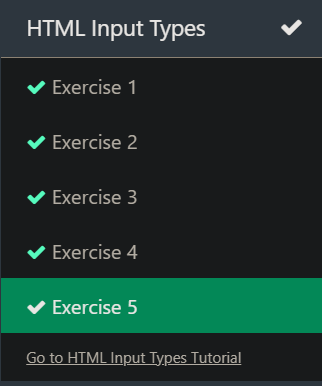 HTML Input Types
Exercise 1
Exercise 2
Exercise 3
Exercise 4
Exercise 5
Go to HTML Input Types Tutorial